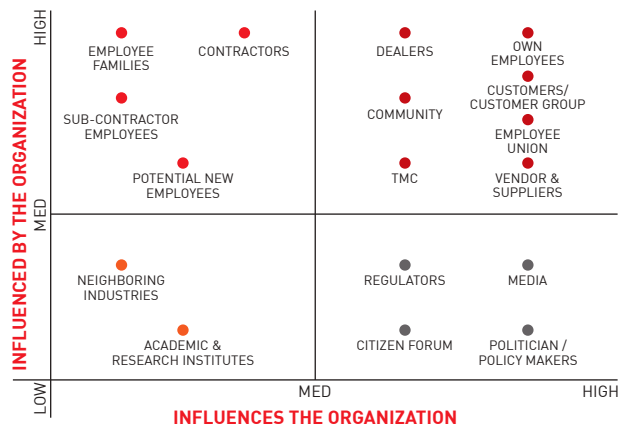 HIGH
MED
LOW
INFLUENCED BY THE ORGANIZATION
EMPLOYEE
FAMILIES
CONTRACTORS
SUB-CONTRACTOR
EMPLOYEES
POTENTIAL NEW
EMPLOYEES
DEALERS
OWN
EMPLOYEES
COMMUNITY
CUSTOMERS/
CUSTOMER GROUP
EMPLOYEE
UNION
TMC
VENDOR &
SUPPLIERS
NEIGHBORING
INDUSTRIES
ACADEMIC &
RESEARCH INSTITUTES
REGULATORS
MEDIA
CITIZEN FORUM
POLITICIAN /
POLICY MAKERS
MED
HIGH
INFLUENCES THE ORGANIZATION